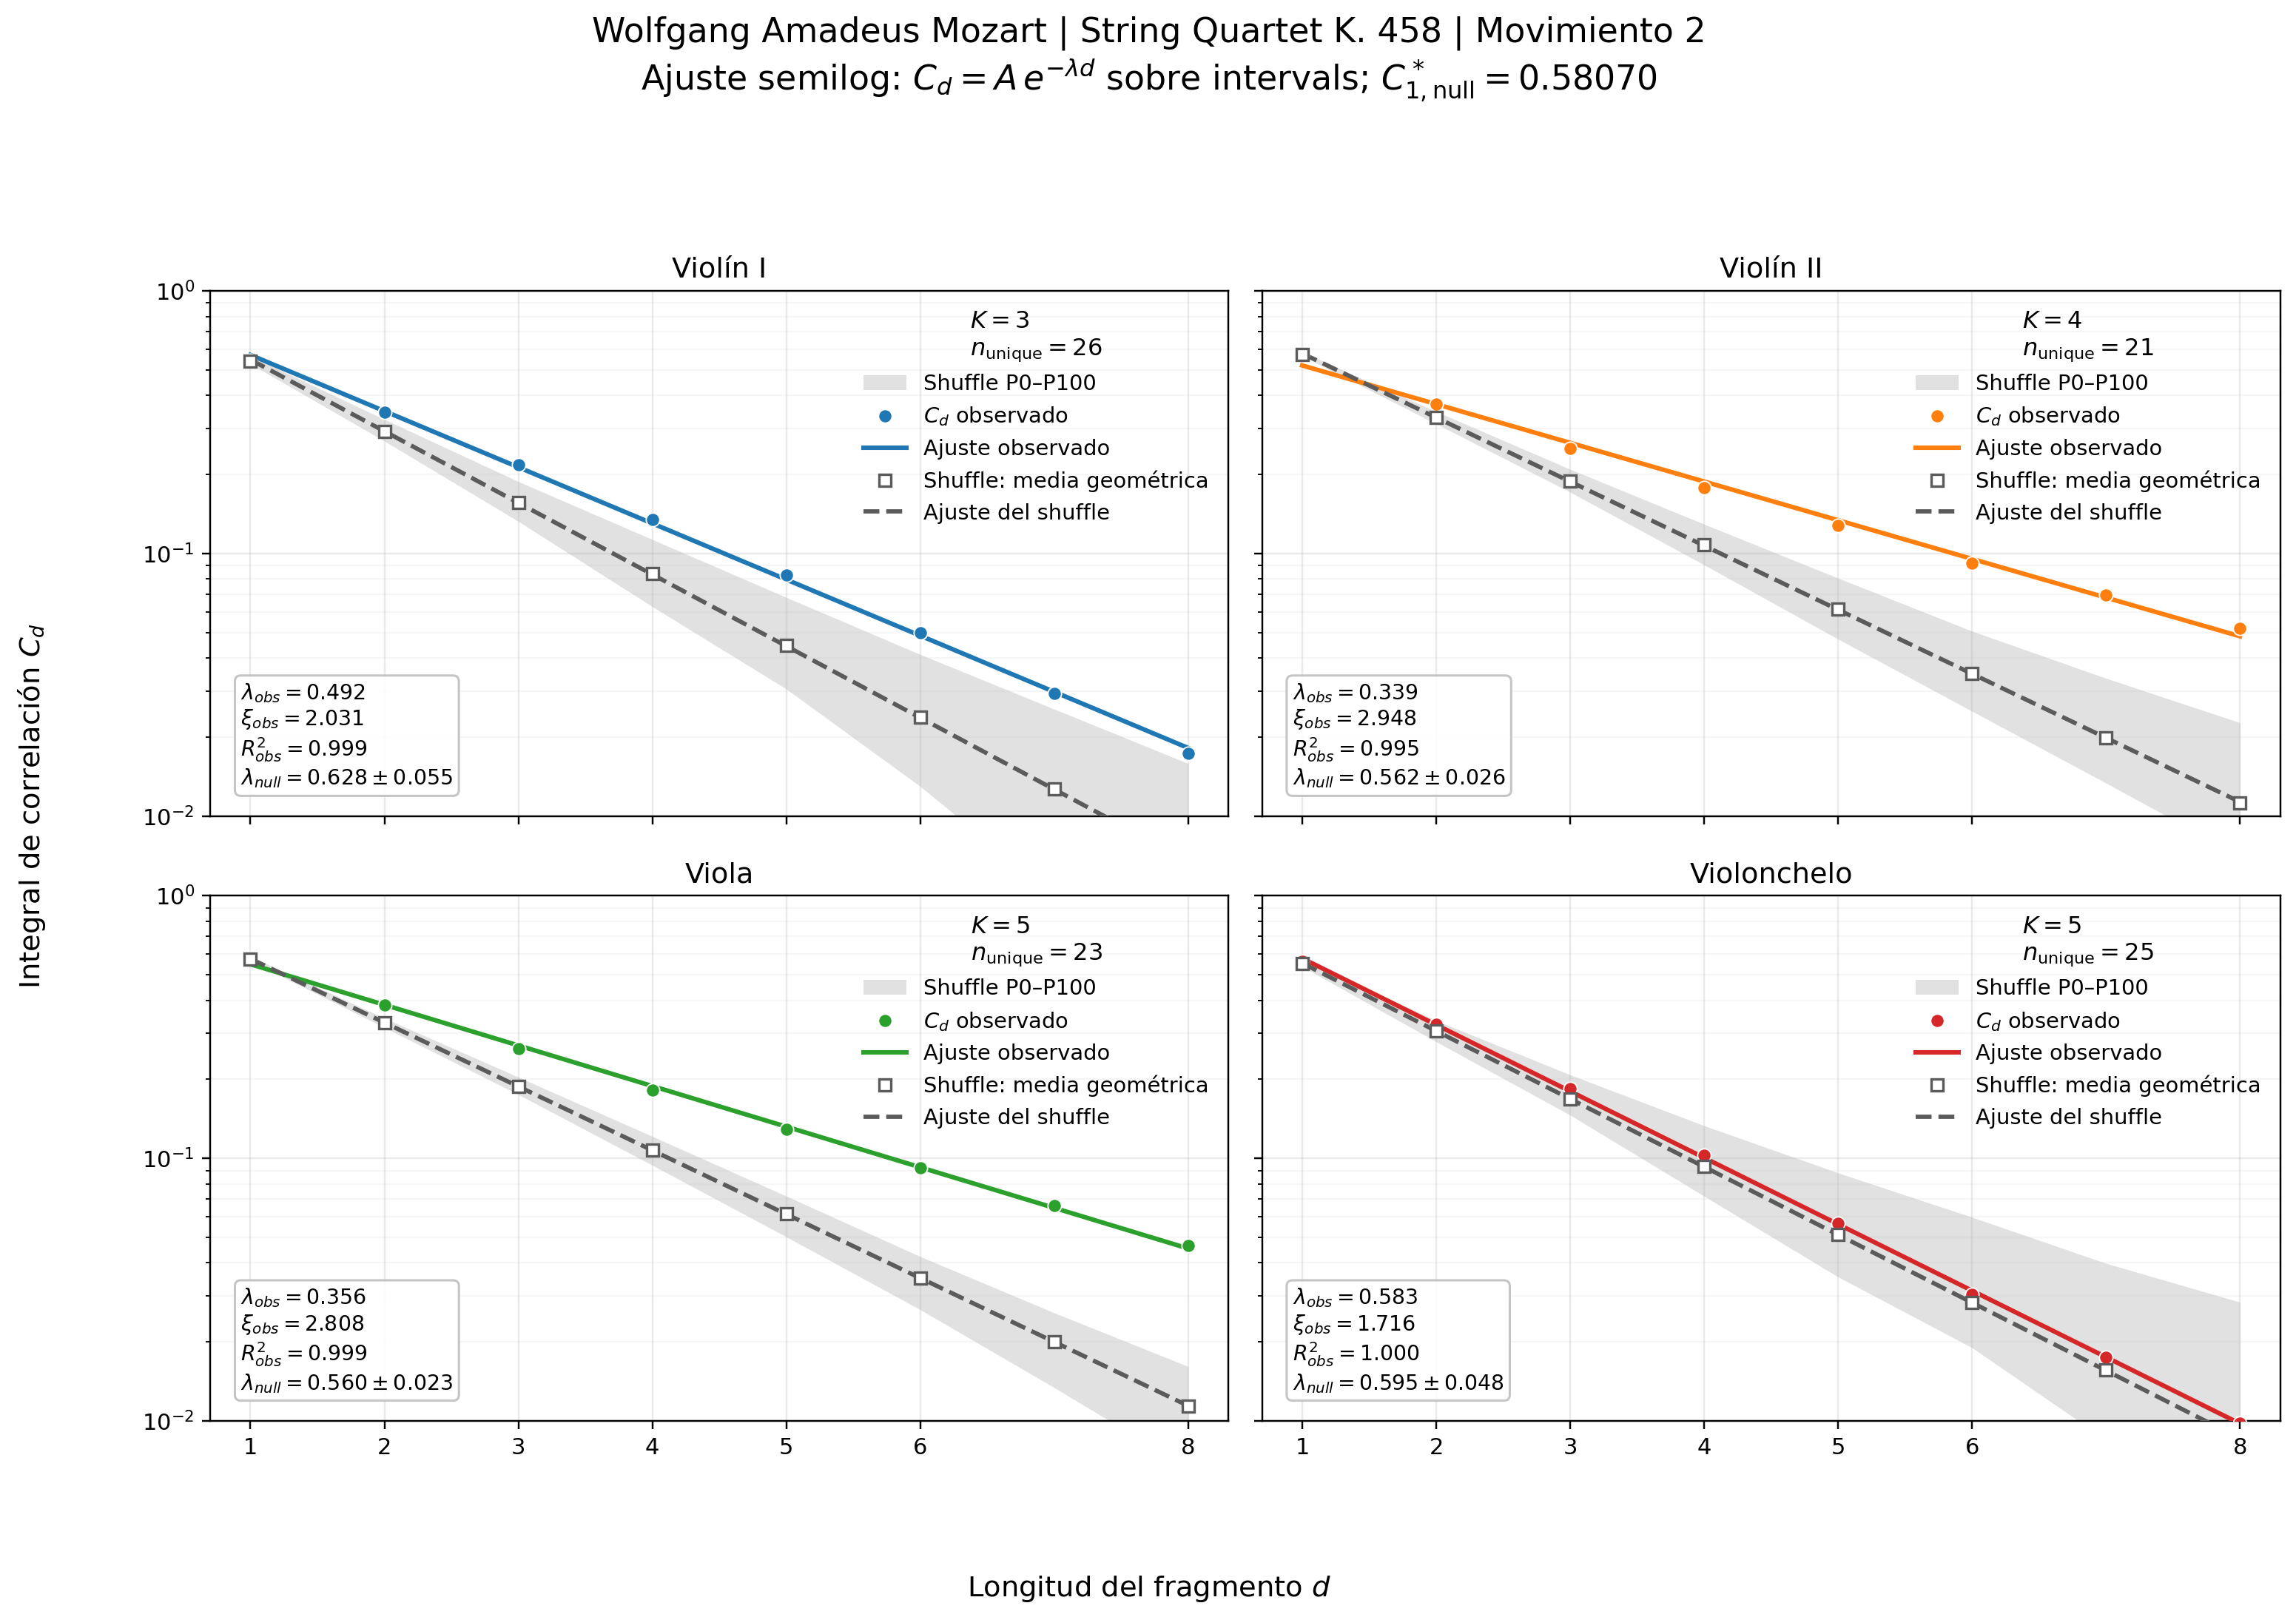 Wolfgang Amadeus Mozart | String Quartet K. 458 | Movimiento 2
Ajuste semilog: C_d = A e^{−λd} sobre intervals; C^*_{1,null} = 0.58070
Integral de correlación C_d
Violín I
10^0
10^{−1}
10^{−2}
K = 3
n_unique = 26
Shuffle P0–P100
C_d observado
Ajuste observado
Shuffle: media geométrica
Ajuste del shuffle
λ_obs = 0.492
ξ_obs = 2.031
R²_obs = 0.999
λ_null = 0.628 ± 0.055
Violín II
K = 4
n_unique = 21
Shuffle P0–P100
C_d observado
Ajuste observado
Shuffle: media geométrica
Ajuste del shuffle
λ_obs = 0.339
ξ_obs = 2.948
R²_obs = 0.995
λ_null = 0.562 ± 0.026
Viola
10^0
10^{−1}
10^{−2}
K = 5
n_unique = 23
Shuffle P0–P100
C_d observado
Ajuste observado
Shuffle: media geométrica
Ajuste del shuffle
λ_obs = 0.356
ξ_obs = 2.808
R²_obs = 0.999
λ_null = 0.560 ± 0.023
1 2 3 4 5 6 8
Violonchelo
K = 5
n_unique = 25
Shuffle P0–P100
C_d observado
Ajuste observado
Shuffle: media geométrica
Ajuste del shuffle
λ_obs = 0.583
ξ_obs = 1.716
R²_obs = 1.000
λ_null = 0.595 ± 0.048
1 2 3 4 5 6 8
Longitud del fragmento d